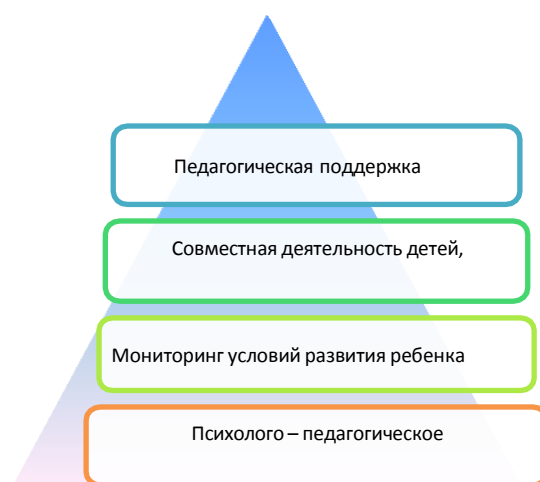 Педагогическая поддержка
Совместная деятельность детей,
Мониторинг условий развития ребенка
Психолого – педагогическое